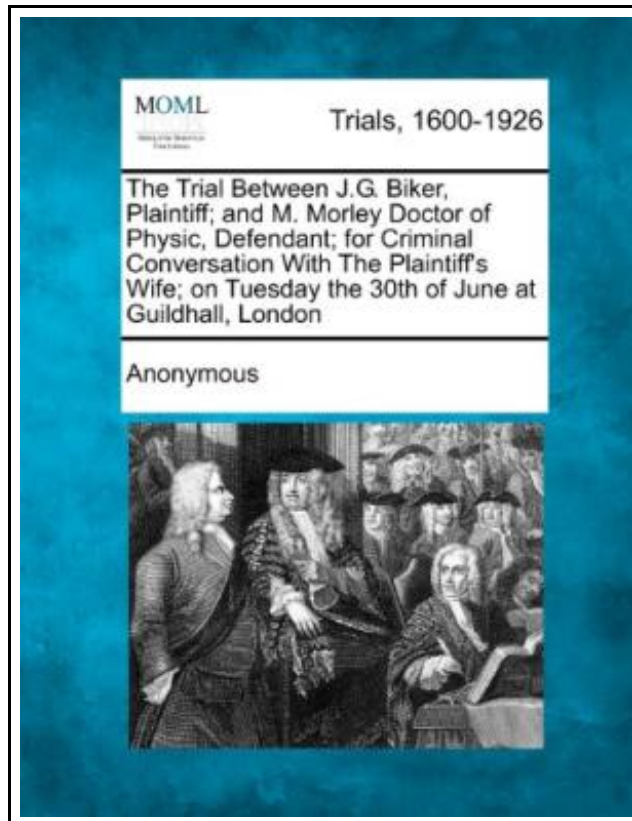 MOML
Trials, 1600-1926
The Trial Between J.G. Biker,
Plaintiff; and M. Morley Doctor of
Physic, Defendant; for Criminal
Conversation With The Plaintiff's
Wife; on Tuesday the 30th of June at
Guildhall, London
Anonymous